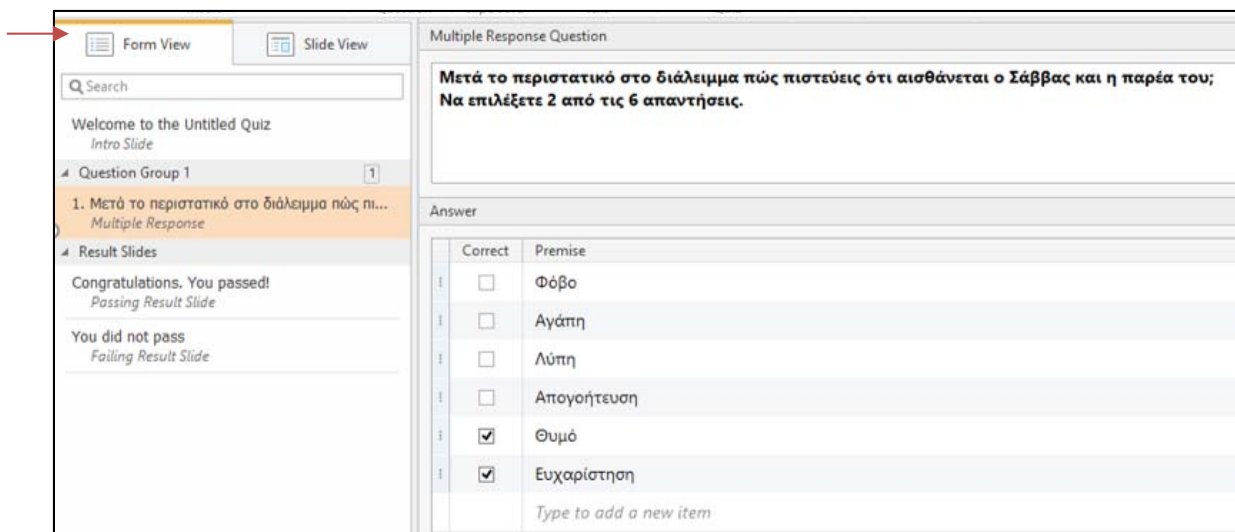 Form View
Slide View
Search
Welcome to the Untitled Quiz
Intro Slide
Question Group 1
1
1. Μετά το περιστατικό στο διάλειμμα πώς πι...
Multiple Response
Result Slides
Congratulations. You passed!
Passing Result Slide
You did not pass
Failing Result Slide
Multiple Response Question
Μετά το περιστατικό στο διάλειμμα πώς πιστεύεις ότι αισθάνεται ο Σάββας και η παρέα του;
Να επιλέξετε 2 από τις 6 απαντήσεις.
Answer
Correct Premise
Φόβο
Αγάπη
Λύπη
Απογοήτευση
Θυμό
Ευχαρίστηση
Type to add a new item